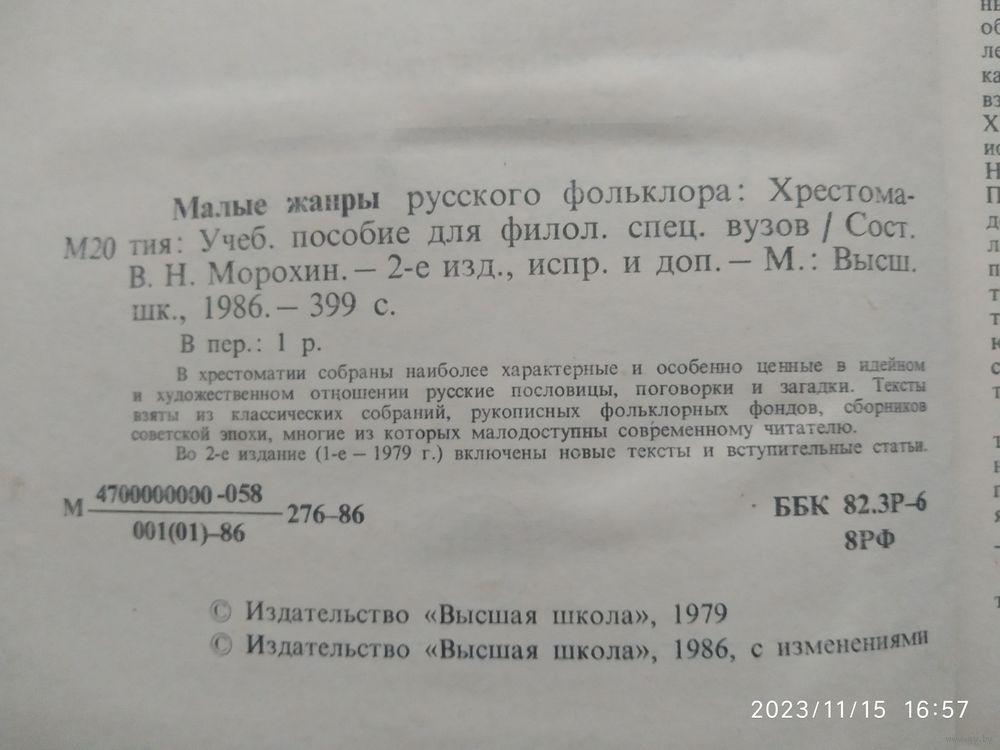 Малые жанры русского фольклора: Хрестома-
М20 тия: Учеб. пособие для филол. спец. вузов / Сост.
В. Н. Морохин. — 2-е изд., испр. и доп. — М.: Высш.
шк., 1986. — 399 с.
В пер.: 1 р.
В хрестоматии собраны наиболее характерные и особенно ценные в идейном
и художественном отношении русские пословицы, поговорки и загадки. Тексты
взяты из классических собраний, рукописных фольклорных фондов, сборников
советской эпохи, многие из которых малодоступны современному читателю.
Во 2-е издание (1-е — 1979 г.) включены новые тексты и вступительные статьи.
М 4700000000-058
001(01)-86 276-86
ББК 82.3Р-6
8РФ
© Издательство «Высшая школа», 1979
© Издательство «Высшая школа», 1986, с изменениями
2023/11/15 16:57